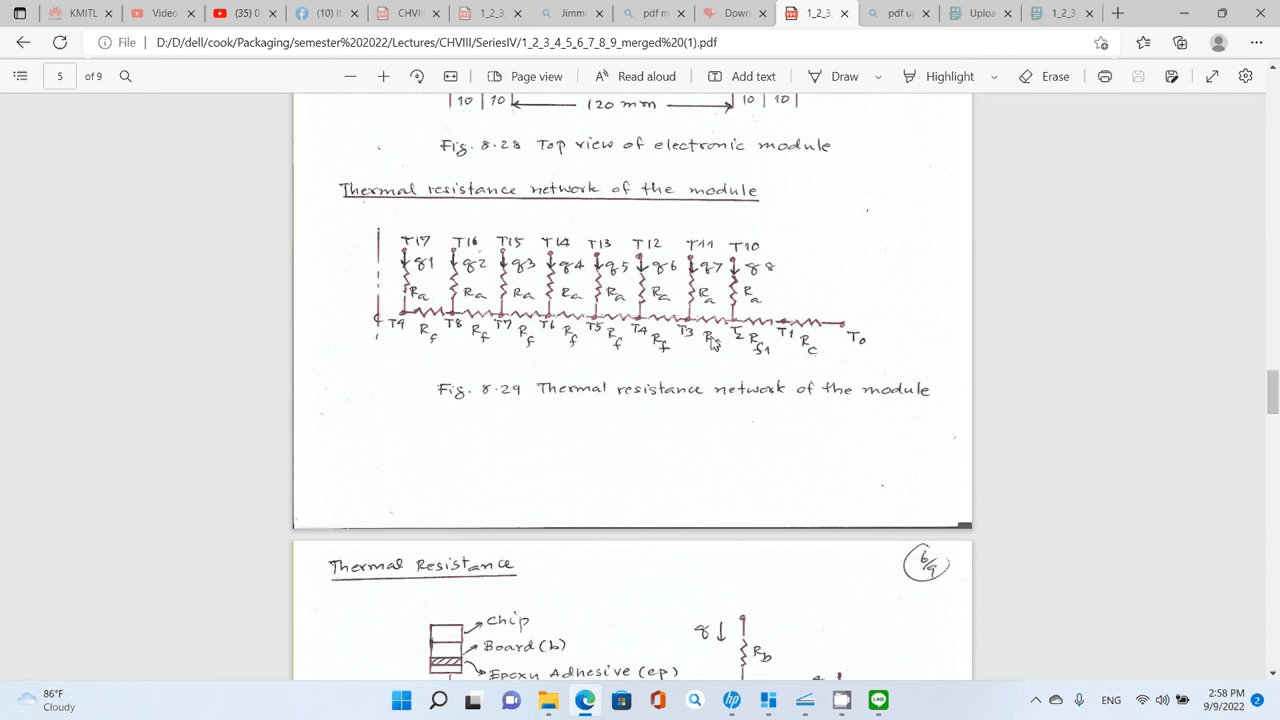 KMITL
Video
(35) D
(10) เ
CHVIII
1_2_3
Jimmi
pdf m
Down
1_2_3.
pdf up
Uploa
1_2_3
File
D:/D/dell/cook/Packaging/semester%202022/Lectures/CHVIII/SeriesIV/1_2_3_4_5_6_7_8_9_merged%20(1).pdf
5 of 9
Page view
Read aloud
Add text
Draw
Highlight
Erase
10 10 120 mm 10 10
Fig. 8.28 Top view of electronic module
Thermal resistance network of the module
T17 T16 T15 T14 T13 T12 T11 T10
q1 q2 q3 q4 q5 q6 q7 q8
Ra Ra Ra Ra Ra Ra Ra Ra
T9 T8 T7 T6 T5 T4 T3 T2 T1 To
Rf Rf Rf Rf Rf Rf Rf Rf1 Rc
Fig. 8.29 Thermal resistance network of the module
6/9
Thermal Resistance
chip
Board (b)
Epoxy Adhesive (ep)
q
Rb
86°F
Cloudy
ENG
2:58 PM
9/9/2022
2